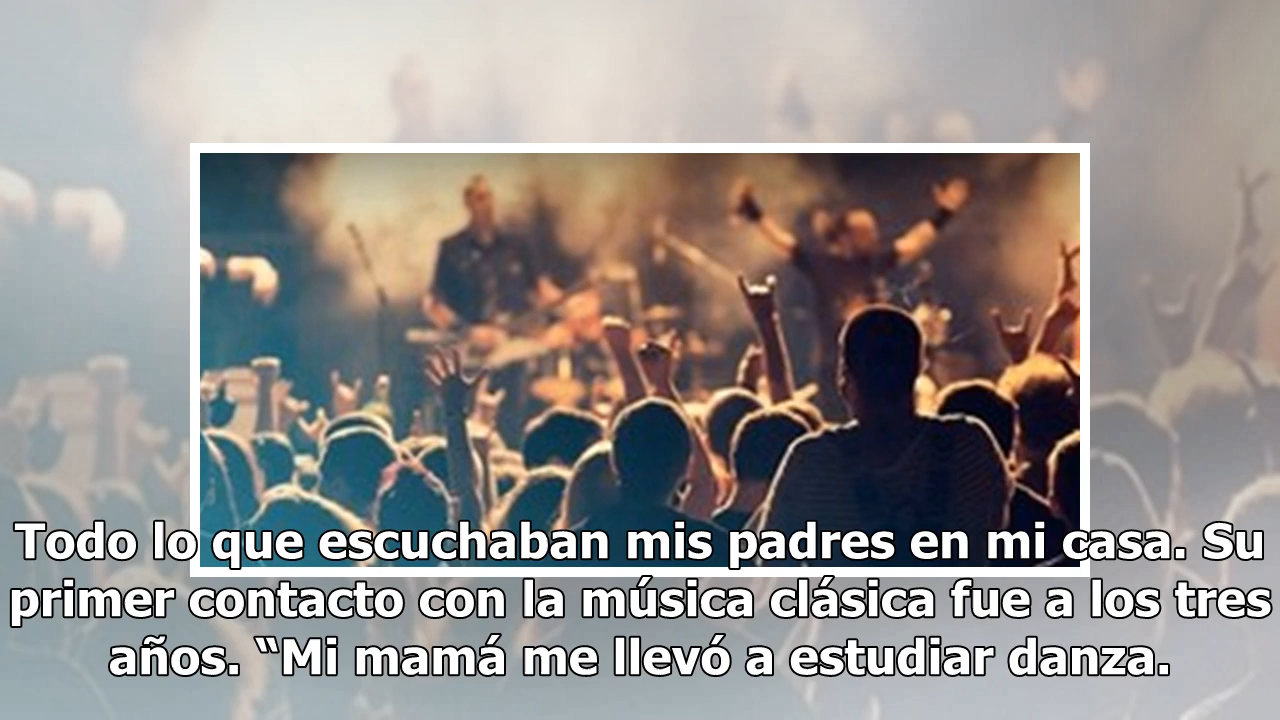 Todo lo que escuchaban mis padres en mi casa. Su
primer contacto con la música clásica fue a los tres
años. “Mi mamá me llevó a estudiar danza.